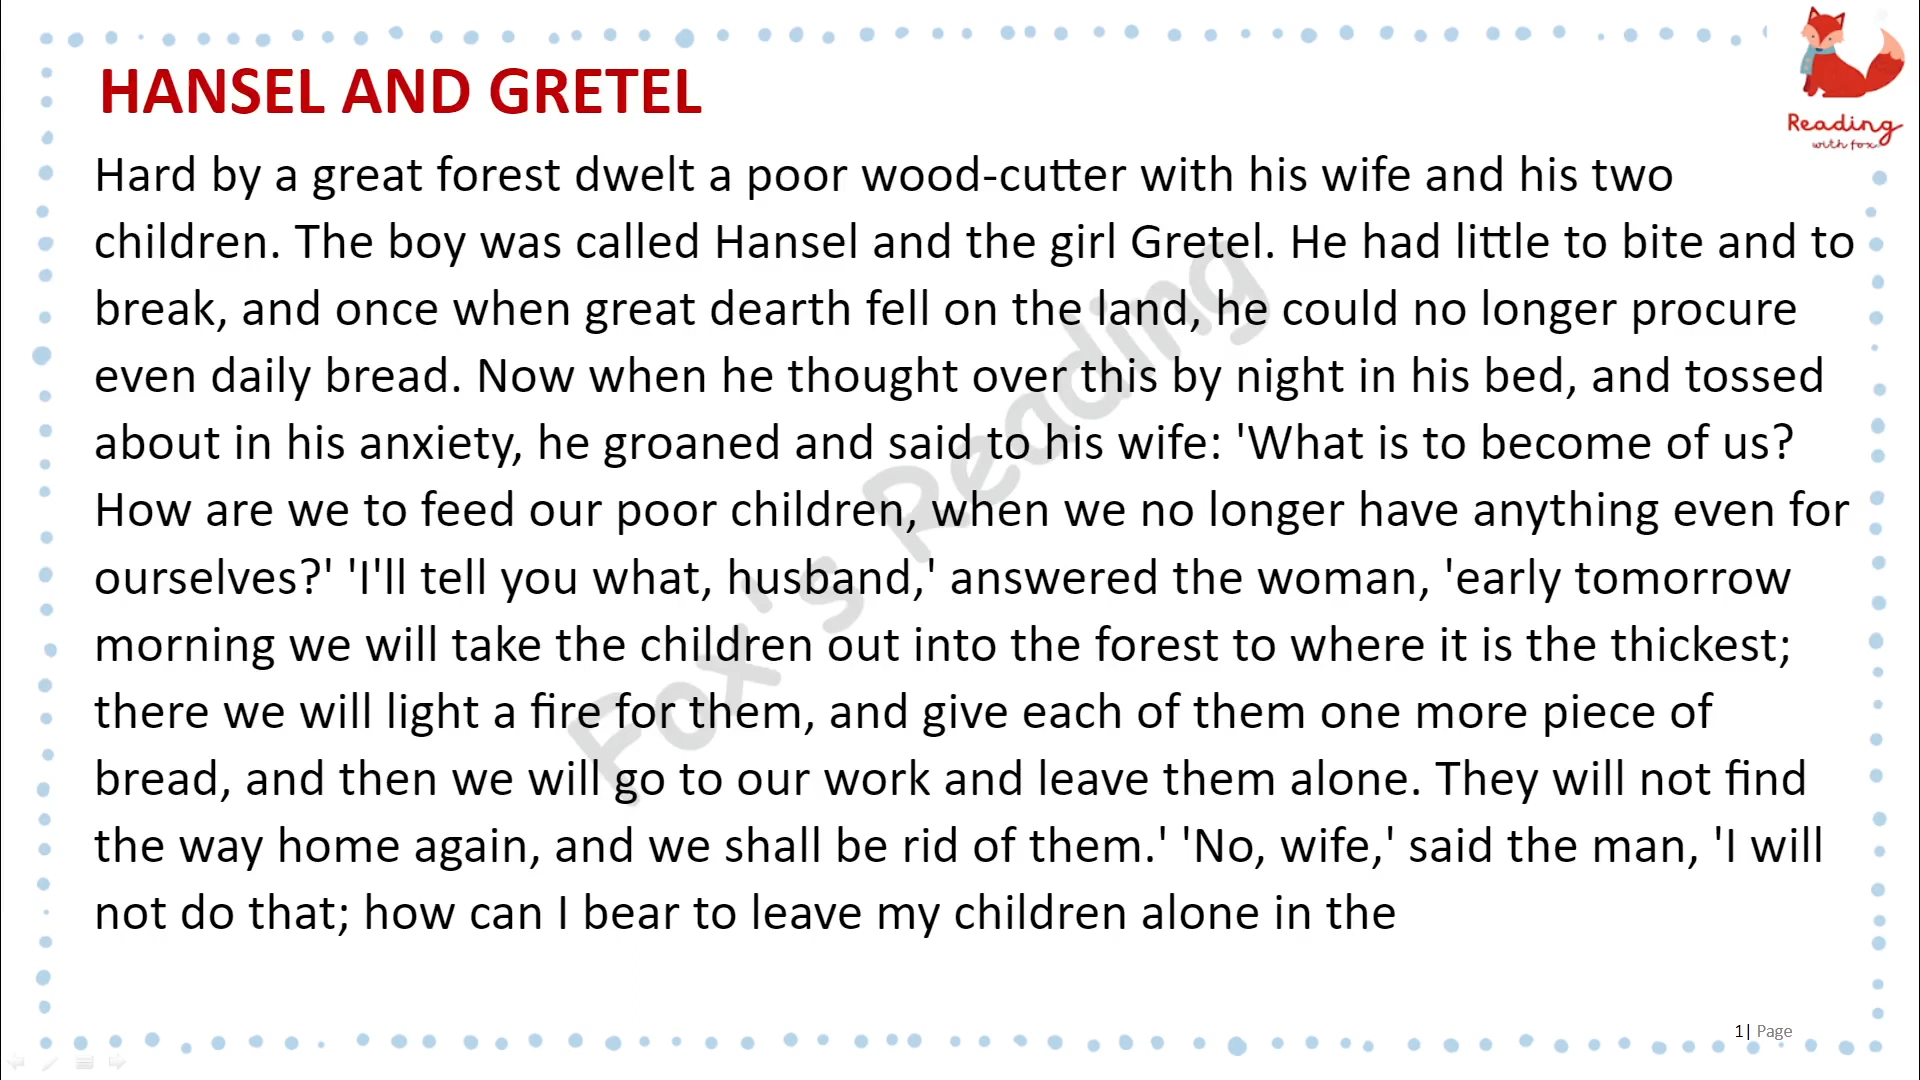 HANSEL AND GRETEL
Reading
with fox
Hard by a great forest dwelt a poor wood-cutter with his wife and his two
children. The boy was called Hansel and the girl Gretel. He had little to bite and to
break, and once when great dearth fell on the land, he could no longer procure
even daily bread. Now when he thought over this by night in his bed, and tossed
about in his anxiety, he groaned and said to his wife: 'What is to become of us?
How are we to feed our poor children, when we no longer have anything even for
ourselves?' 'I'll tell you what, husband,' answered the woman, 'early tomorrow
morning we will take the children out into the forest to where it is the thickest;
there we will light a fire for them, and give each of them one more piece of
bread, and then we will go to our work and leave them alone. They will not find
the way home again, and we shall be rid of them.' 'No, wife,' said the man, 'I will
not do that; how can I bear to leave my children alone in the
Fox's Reading
1| Page